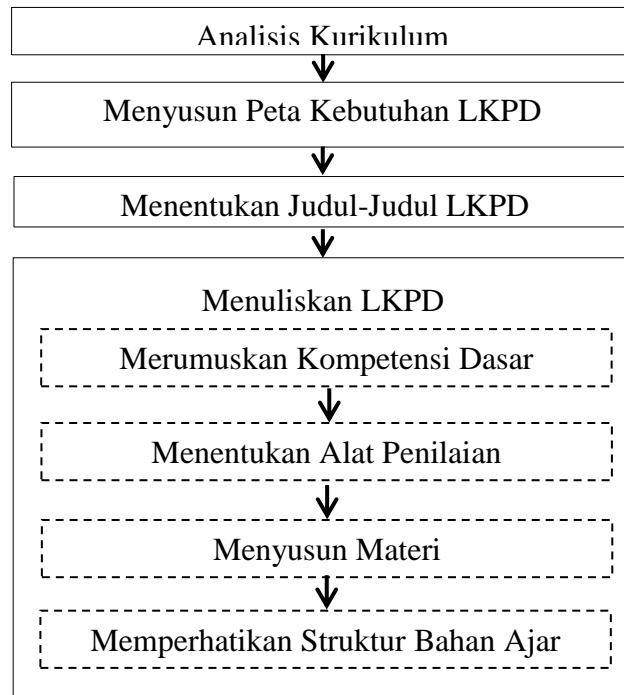 Analisis Kurikulum
Menyusun Peta Kebutuhan LKPD
Menentukan Judul-Judul LKPD
Menuliskan LKPD
Merumuskan Kompetensi Dasar
Menentukan Alat Penilaian
Menyusun Materi
Memperhatikan Struktur Bahan Ajar